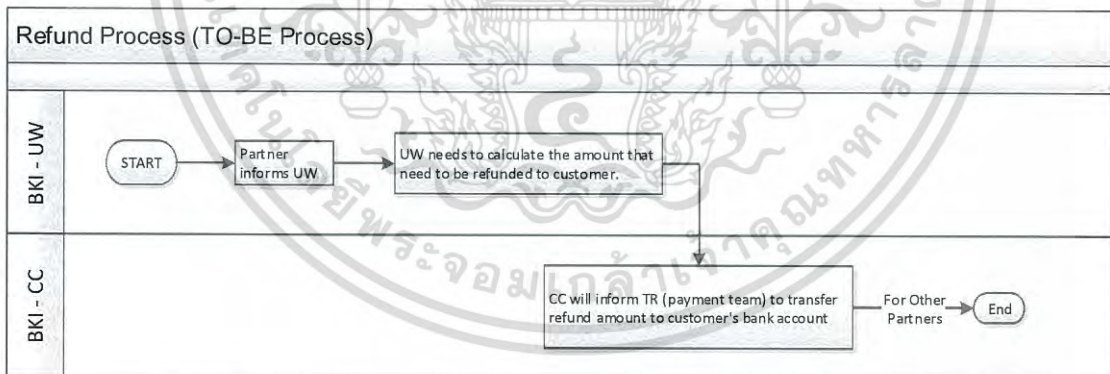 Refund Process (TO-BE Process)
BKI - UW
START
Partner
informs UW
UW needs to calculate the amount that
need to be refunded to customer.
BKI - CC
CC will inform TR (payment team) to transfer
refund amount to customer's bank account
For Other
Partners
End